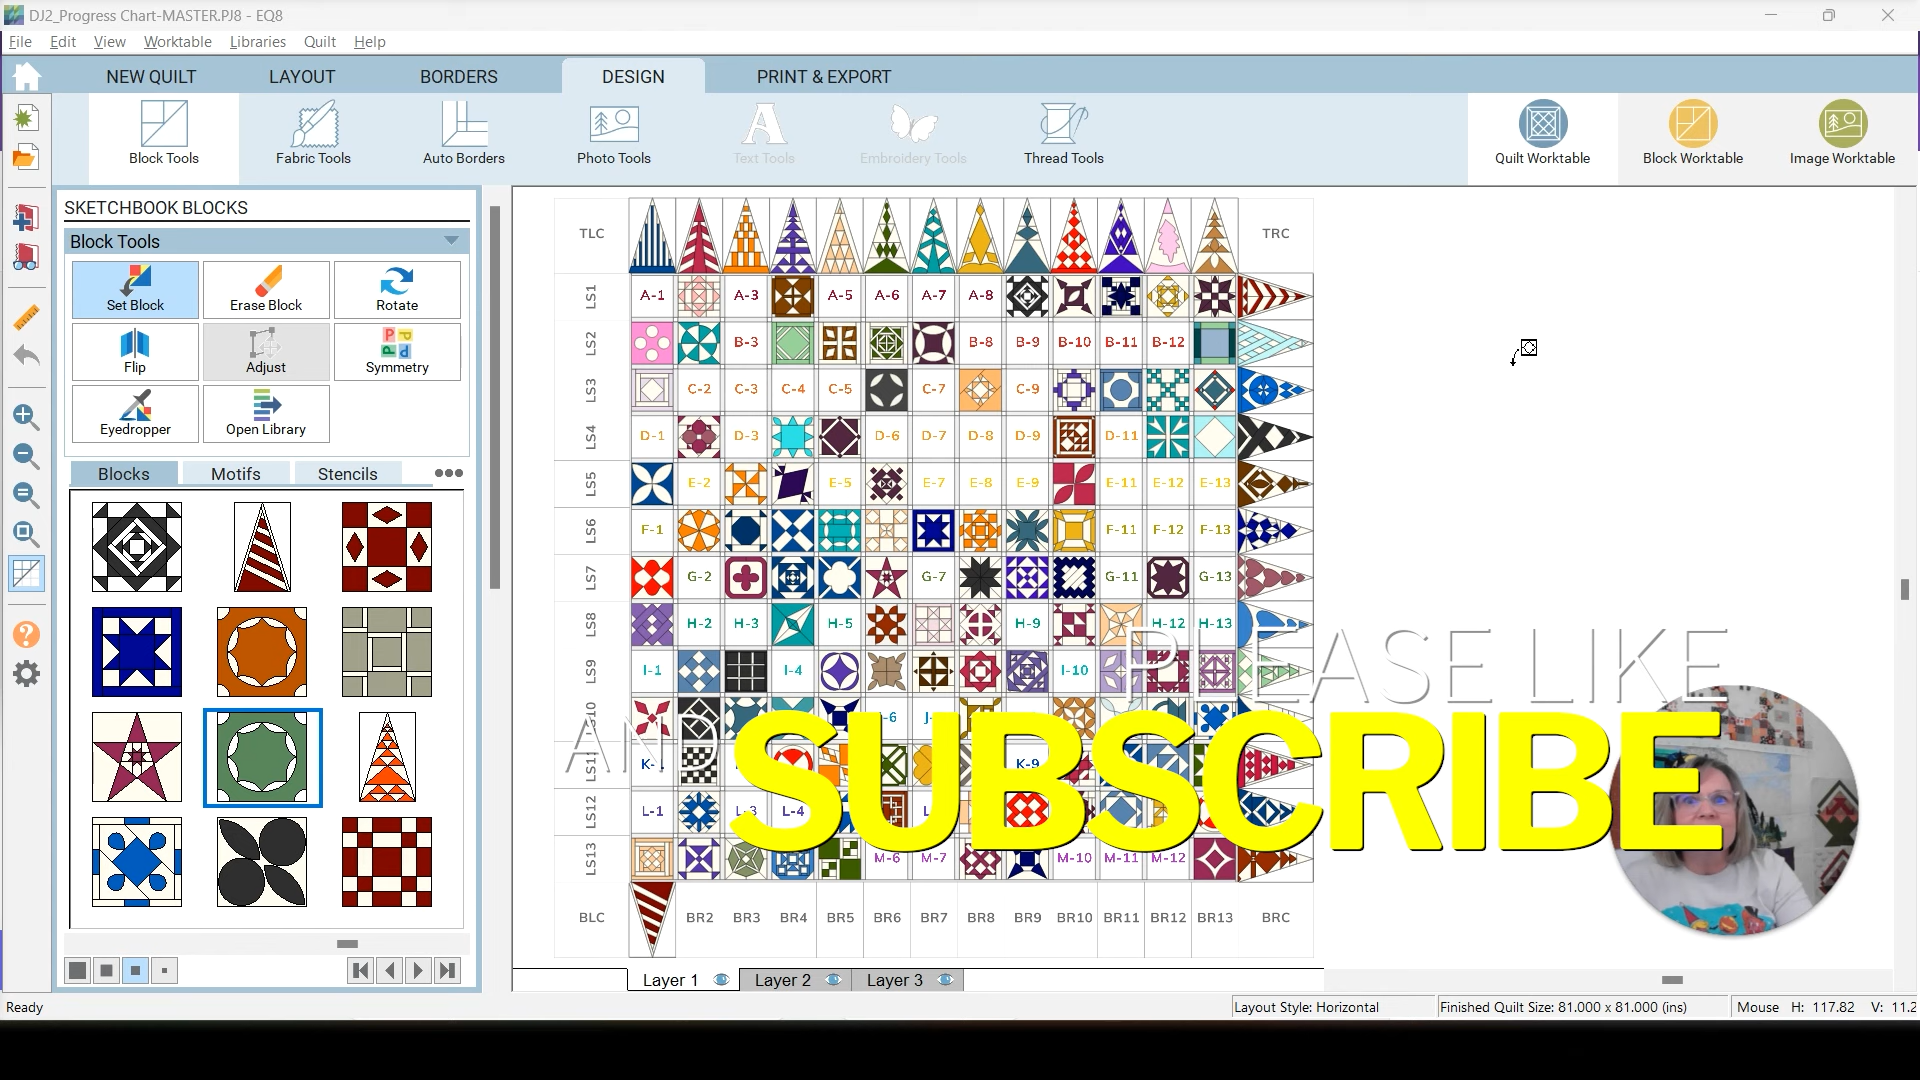 DJ2_Progress Chart-MASTER.PJ8 - EQ8
File Edit View Worktable Libraries Quilt Help
NEW QUILT LAYOUT BORDERS DESIGN PRINT & EXPORT
Block Tools Fabric Tools Auto Borders Photo Tools Text Tools Embroidery Tools Thread Tools Quilt Worktable Block Worktable Image Worktable
SKETCHBOOK BLOCKS
Block Tools
Set Block Erase Block Rotate
Flip Adjust Symmetry
Eyedropper Open Library
Blocks Motifs Stencils
TLC TRC
LS1 A-1 A-3 A-5 A-6 A-7 A-8
LS2 B-3 B-8 B-9 B-10 B-11 B-12
LS3 C-2 C-3 C-4 C-5 C-7 C-9
LS4 D-1 D-3 D-6 D-7 D-8 D-9 D-11
LS5 E-2 E-5 E-7 E-8 E-9 E-11 E-12 E-13
LS6 F-1 F-11 F-12 F-13
LS7 G-2 G-7 G-11 G-13
LS8 H-2 H-3 H-5 H-9 H-12 H-13
LS9 I-1 I-4 I-10
PLEASE LIKE
AND SUBSCRIBE
LS11 K-9
LS12 L-1 L-3 L-4
LS13 M-6 M-7 M-10 M-11 M-12
BLC BR2 BR3 BR4 BR5 BR6 BR7 BR8 BR9 BR10 BR11 BR12 BR13 BRC
Layer 1 Layer 2 Layer 3
Ready Layout Style: Horizontal Finished Quilt Size: 81.000 x 81.000 (ins) Mouse H: 117.82 V: 11.2